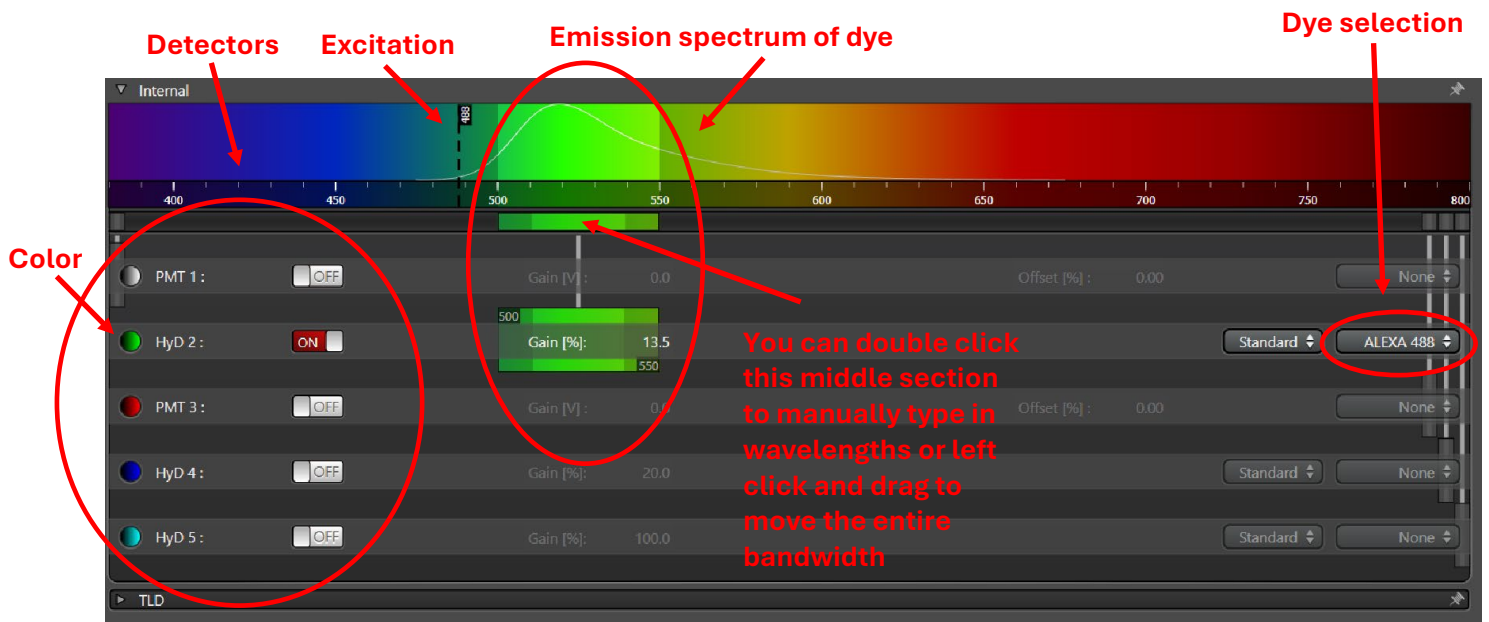 Dye selection
Detectors Excitation Emission spectrum of dye
Internal
488
400 450 500 550 600 650 700 750 800
Color
PMT 1 : OFF Gain [V] : 0.0 Offset [%] : 0.00 None
500
HyD 2 : ON Gain [%]: 13.5 Standard ALEXA 488
550
PMT 3 : OFF Gain [V] : 0.0 Offset [%] : 0.00 None
HyD 4 : OFF Gain [%]: 20.0 Standard None
HyD 5 : OFF Gain [%]: 100.0 Standard None
You can double click
this middle section
to manually type in
wavelengths or left
click and drag to
move the entire
bandwidth
TLD